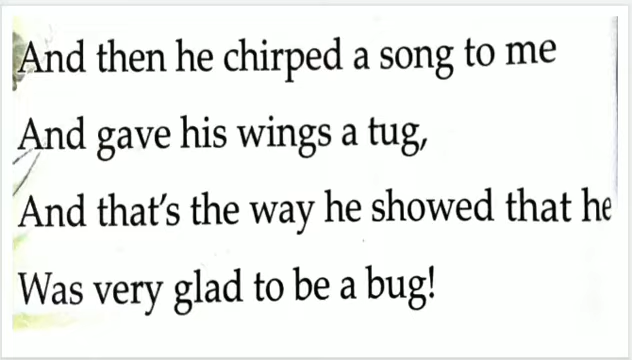 And then he chirped a song to me
And gave his wings a tug,
And that's the way he showed that he
Was very glad to be a bug!